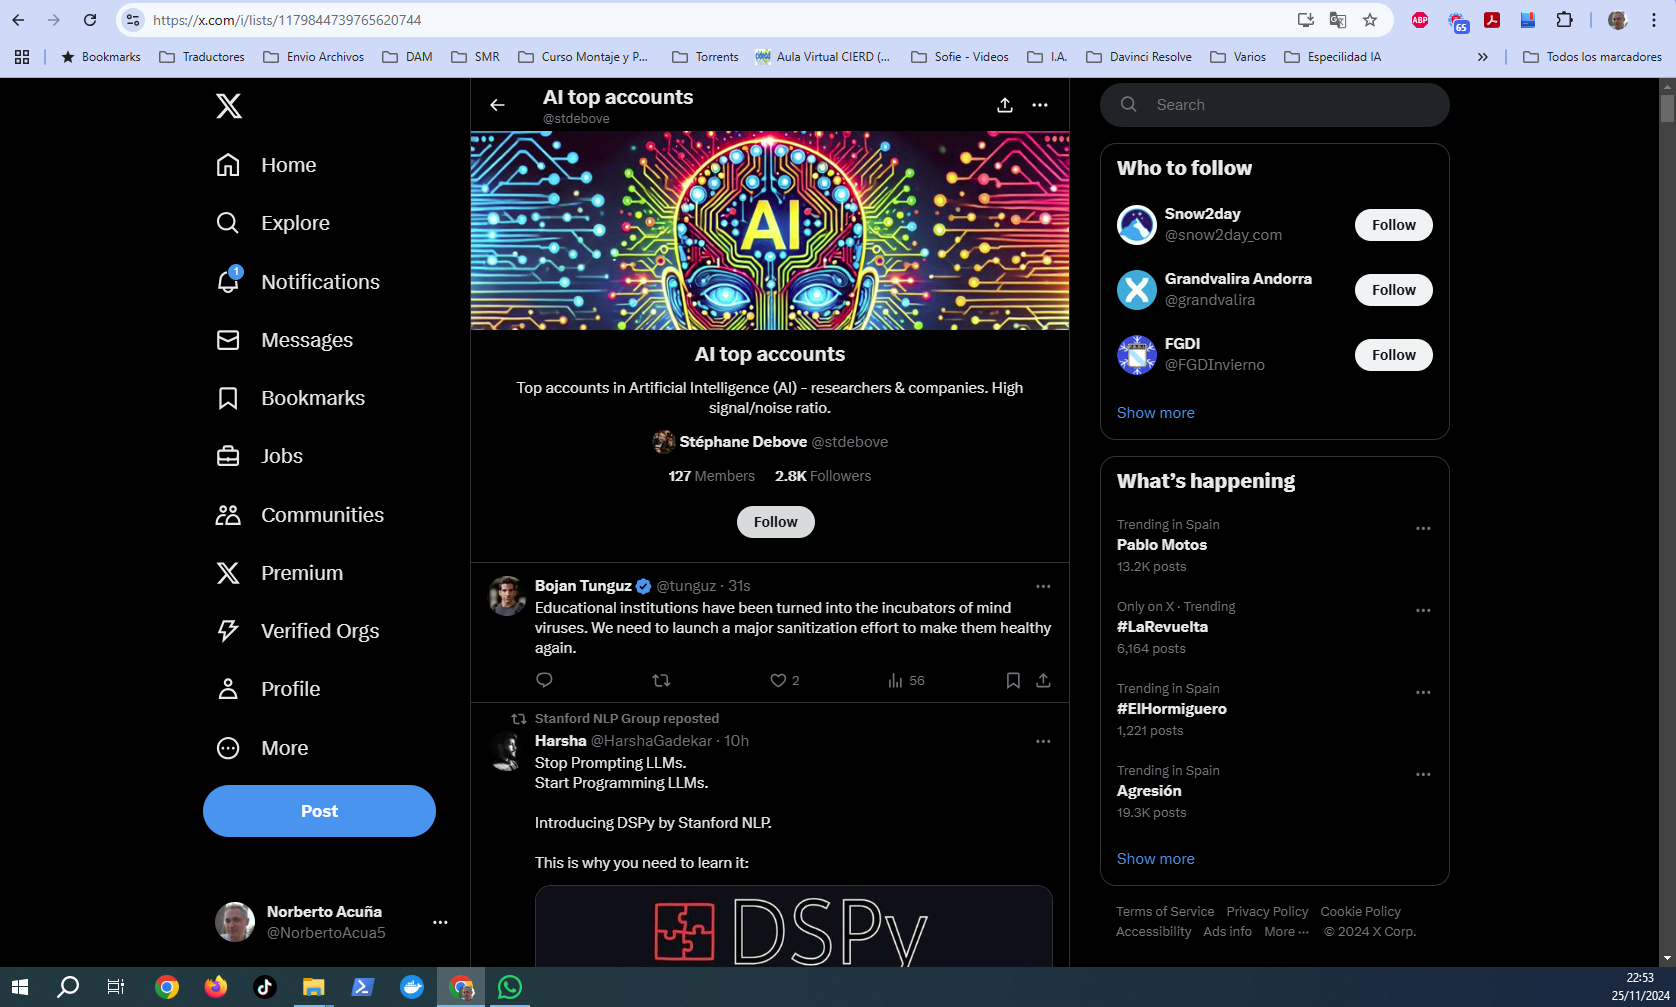 https://x.com/i/lists/1179844739765620744
ABP
65
Bookmarks
Traductores
Envio Archivos
DAM
SMR
Curso Montaje y P...
Torrents
Aula Virtual CIERD (...
Sofie - Videos
I.A.
Davinci Resolve
Varios
Especilidad IA
Todos los marcadores
Home
Explore
1
Notifications
Messages
Bookmarks
Jobs
Communities
Premium
Verified Orgs
Profile
More
Post
Norberto Acuña
@NorbertoAcua5
AI top accounts
@stdebove
AI
AI top accounts
Top accounts in Artificial Intelligence (AI) - researchers & companies. High
signal/noise ratio.
Stéphane Debove @stdebove
127 Members 2.8K Followers
Follow
Bojan Tunguz @tunguz · 31s
Educational institutions have been turned into the incubators of mind
viruses. We need to launch a major sanitization effort to make them healthy
again.
2
56
Stanford NLP Group reposted
Harsha @HarshaGadekar · 10h
Stop Prompting LLMs.
Start Programming LLMs.
Introducing DSPy by Stanford NLP.
This is why you need to learn it:
DSPy
Search
Who to follow
Snow2day
@snow2day_com
Follow
Grandvalira Andorra
@grandvalira
Follow
FGDI
@FGDInvierno
Follow
Show more
What's happening
Trending in Spain
Pablo Motos
13.2K posts
Only on X · Trending
#LaRevuelta
6,164 posts
Trending in Spain
#ElHormiguero
1,221 posts
Trending in Spain
Agresión
19.3K posts
Show more
Terms of Service Privacy Policy Cookie Policy
Accessibility Ads info More ··· © 2024 X Corp.
22:53
25/11/2024